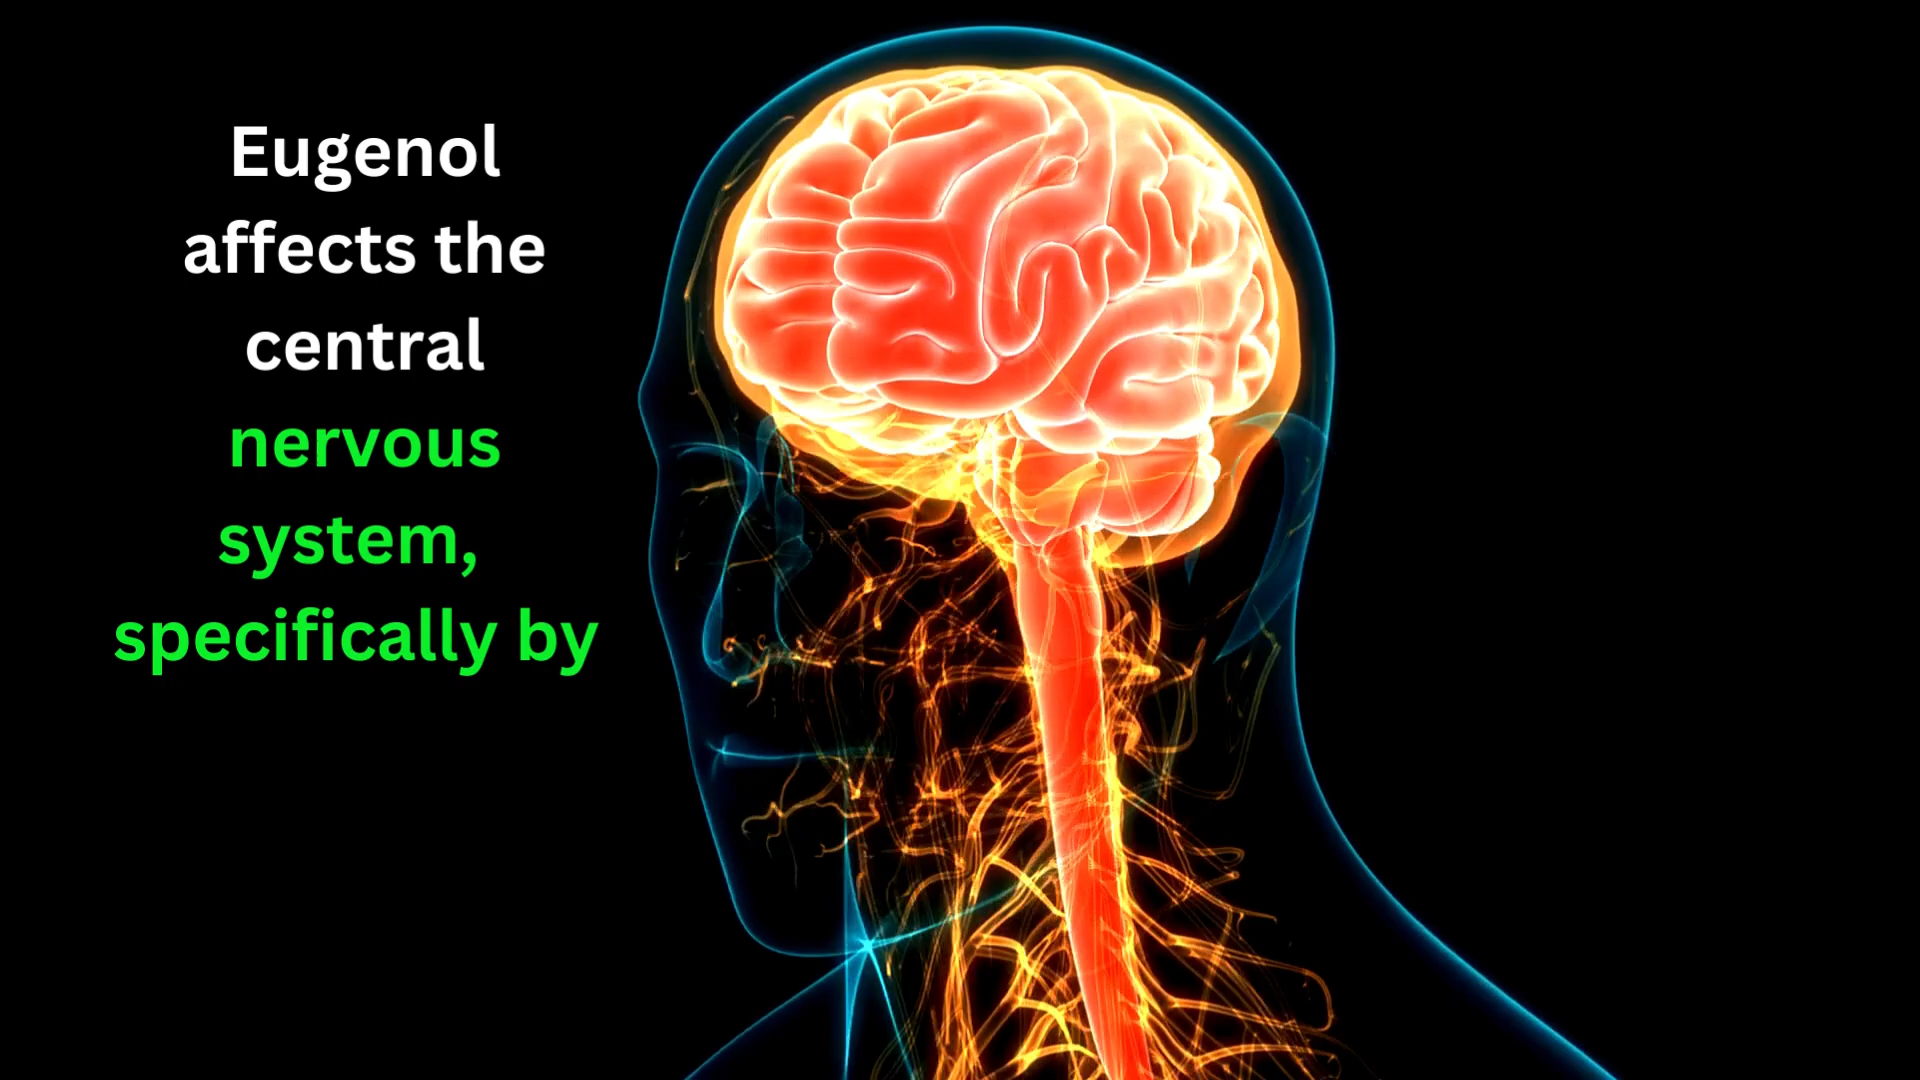 Eugenol
affects the
central
nervous
system,
specifically by